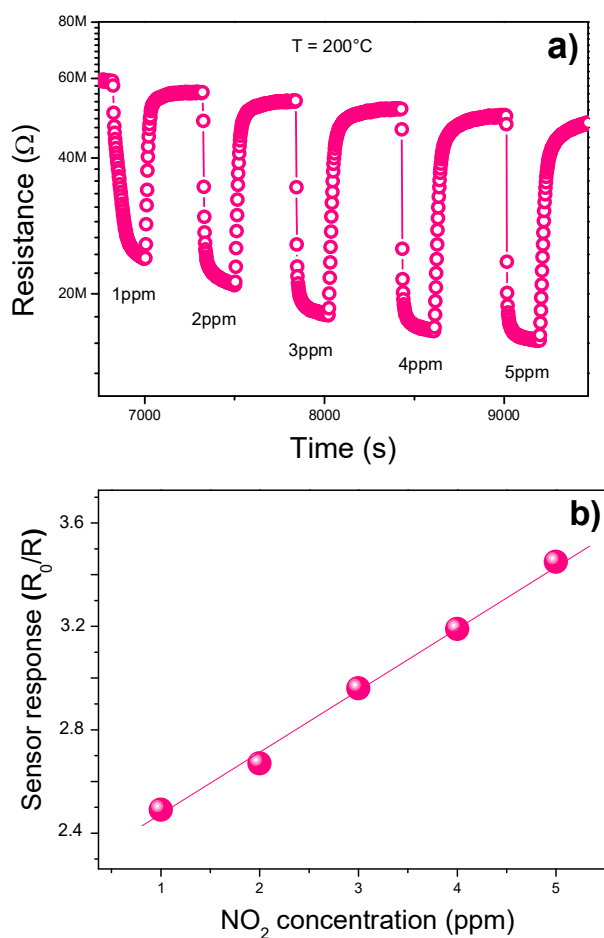 80M
a)
T = 200°C
60M
40M
20M
Resistance (Ω)
1ppm
2ppm
3ppm
4ppm
5ppm
7000
8000
9000
Time (s)
b)
3.6
3.2
2.8
2.4
Sensor response (R₀/R)
1
2
3
4
5
NO₂ concentration (ppm)